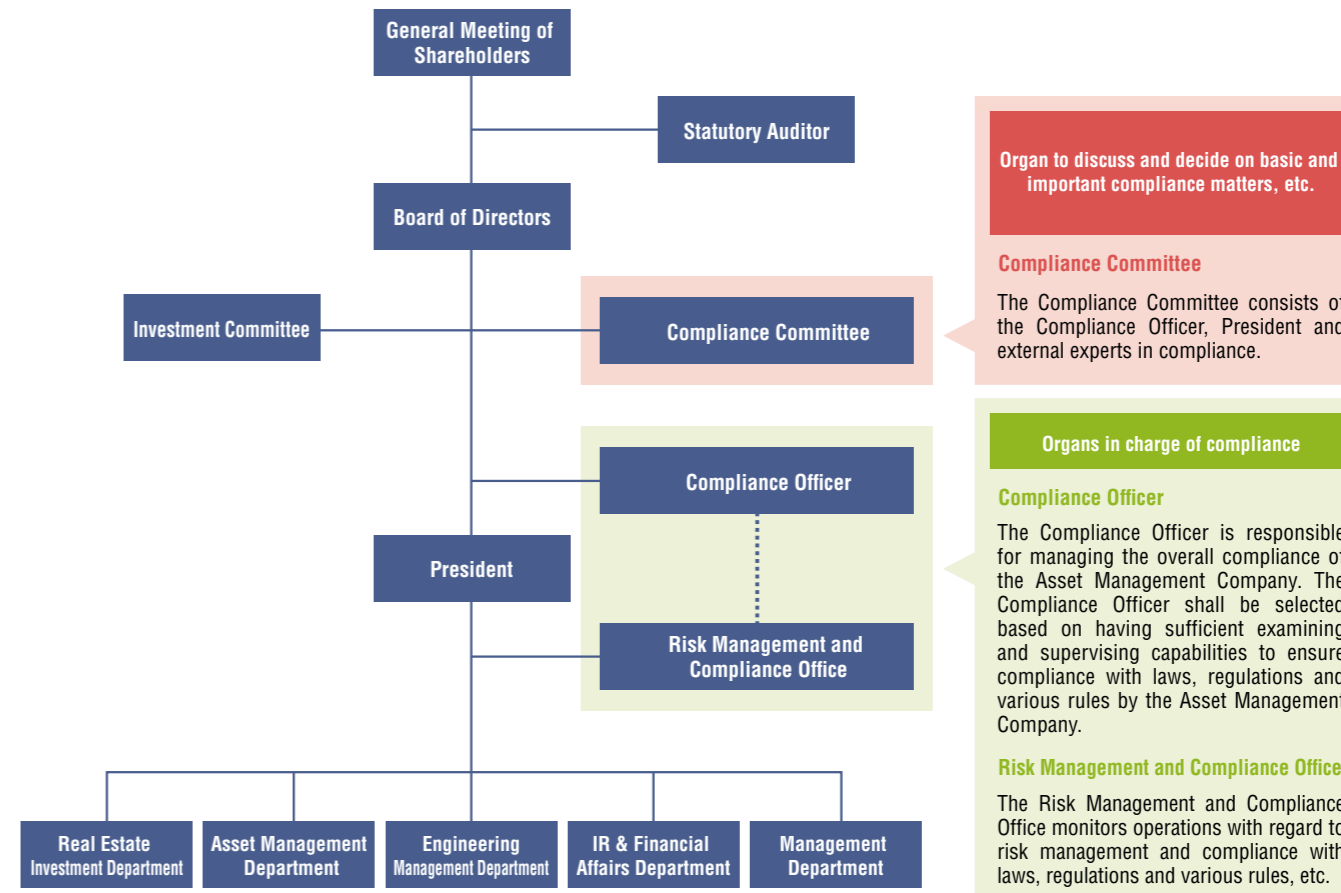 General Meeting of
Shareholders
Statutory Auditor
Board of Directors
Investment Committee
Compliance Committee
Compliance Officer
President
Risk Management and
Compliance Office
Real Estate
Investment Department
Asset Management
Department
Engineering
Management Department
IR & Financial
Affairs Department
Management
Department
Organ to discuss and decide on basic and
important compliance matters, etc.
Compliance Committee
The Compliance Committee consists of
the Compliance Officer, President and
external experts in compliance.
Organs in charge of compliance
Compliance Officer
The Compliance Officer is responsible
for managing the overall compliance of
the Asset Management Company. The
Compliance Officer shall be selected
based on having sufficient examining
and supervising capabilities to ensure
compliance with laws, regulations and
various rules by the Asset Management
Company.
Risk Management and Compliance Office
The Risk Management and Compliance
Office monitors operations with regard to
risk management and compliance with
laws, regulations and various rules, etc.